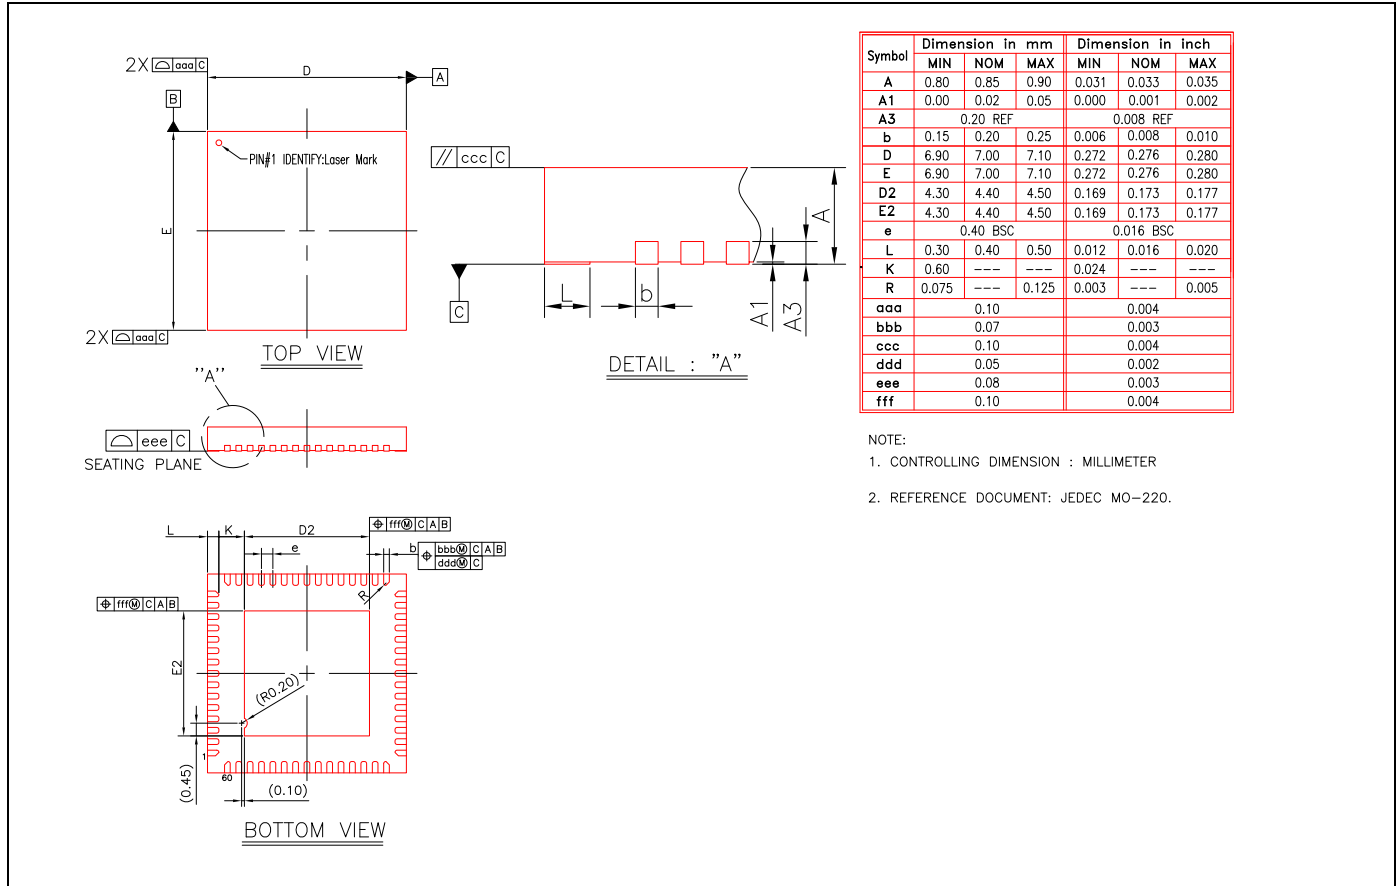 2X aaa C
D
A
B
PIN#1 IDENTIFY:Laser Mark
E
2X aaa C
TOP VIEW
// ccc C
A
C
L
b
A1
A3
DETAIL : "A"
"A"
eee C
SEATING PLANE
L
K
D2
fffⓂ C A B
e
b
bbbⓂ C A B
dddⓂ C
R
fffⓂ C A B
E2
(R0.20)
1
60
(0.45)
(0.10)
BOTTOM VIEW
Symbol Dimension in mm Dimension in inch
MIN NOM MAX MIN NOM MAX
A 0.80 0.85 0.90 0.031 0.033 0.035
A1 0.00 0.02 0.05 0.000 0.001 0.002
A3 0.20 REF 0.008 REF
b 0.15 0.20 0.25 0.006 0.008 0.010
D 6.90 7.00 7.10 0.272 0.276 0.280
E 6.90 7.00 7.10 0.272 0.276 0.280
D2 4.30 4.40 4.50 0.169 0.173 0.177
E2 4.30 4.40 4.50 0.169 0.173 0.177
e 0.40 BSC 0.016 BSC
L 0.30 0.40 0.50 0.012 0.016 0.020
K 0.60 --- --- 0.024 --- ---
R 0.075 --- 0.125 0.003 --- 0.005
aaa 0.10 0.004
bbb 0.07 0.003
ccc 0.10 0.004
ddd 0.05 0.002
eee 0.08 0.003
fff 0.10 0.004
NOTE:
1. CONTROLLING DIMENSION : MILLIMETER
2. REFERENCE DOCUMENT: JEDEC MO-220.